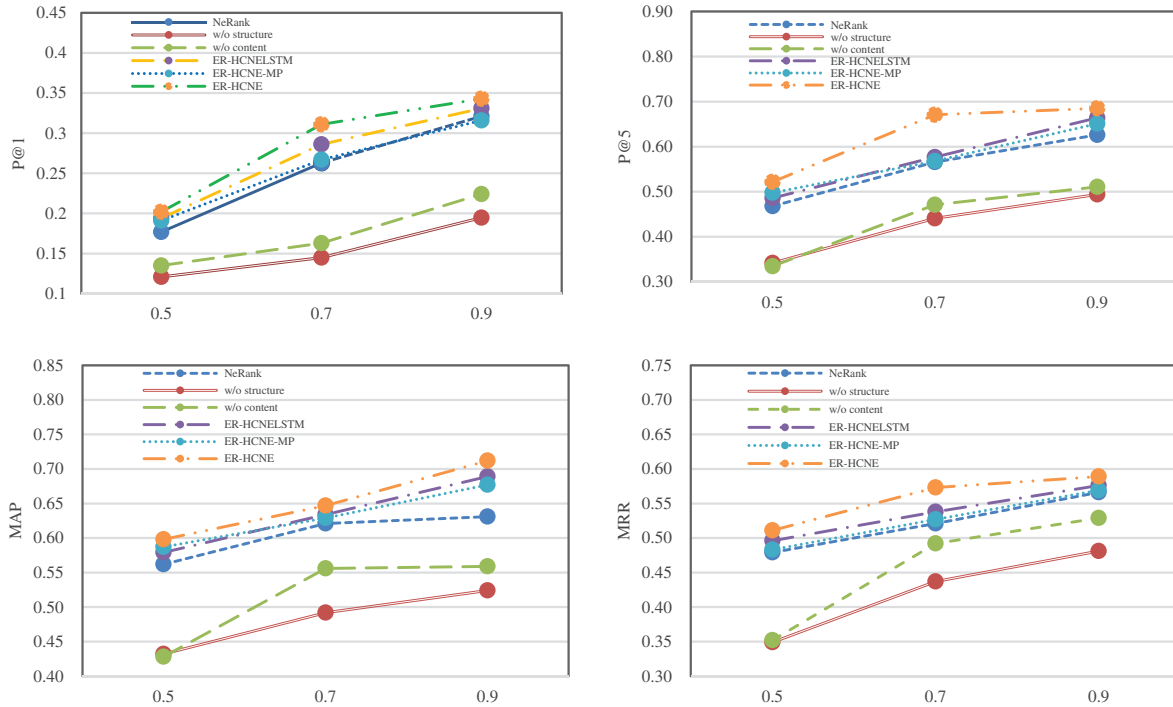 0.45
0.4
0.35
0.3
0.25
0.2
0.15
0.1
P@1
NeRank
w/o structure
w/o content
ER-HCNELSTM
ER-HCNE-MP
ER-HCNE
0.5 0.7 0.9
0.90
0.80
0.70
0.60
0.50
0.40
0.30
P@5
NeRank
w/o structure
w/o content
ER-HCNELSTM
ER-HCNE-MP
ER-HCNE
0.5 0.7 0.9
0.85
0.80
0.75
0.70
0.65
0.60
0.55
0.50
0.45
0.40
MAP
NeRank
w/o structure
w/o content
ER-HCNELSTM
ER-HCNE-MP
ER-HCNE
0.5 0.7 0.9
0.75
0.70
0.65
0.60
0.55
0.50
0.45
0.40
0.35
0.30
MRR
NeRank
w/o structure
w/o content
ER-HCNELSTM
ER-HCNE-MP
ER-HCNE
0.5 0.7 0.9